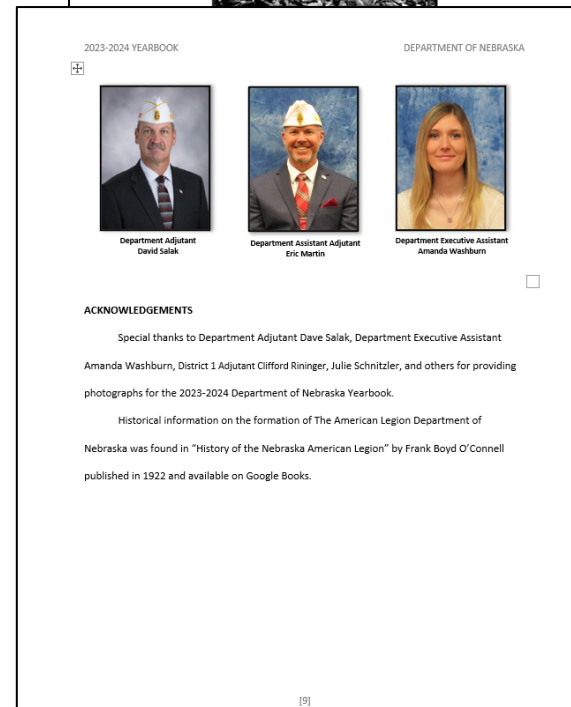 2023-2024 YEARBOOK DEPARTMENT OF NEBRASKA
Department Adjutant
David Salak
Department Assistant Adjutant
Eric Martin
Department Executive Assistant
Amanda Washburn
ACKNOWLEDGEMENTS
Special thanks to Department Adjutant Dave Salak, Department Executive Assistant
Amanda Washburn, District 1 Adjutant Clifford Rininger, Julie Schnitzler, and others for providing
photographs for the 2023-2024 Department of Nebraska Yearbook.
Historical information on the formation of The American Legion Department of
Nebraska was found in “History of the Nebraska American Legion” by Frank Boyd O’Connell
published in 1922 and available on Google Books.
[9]